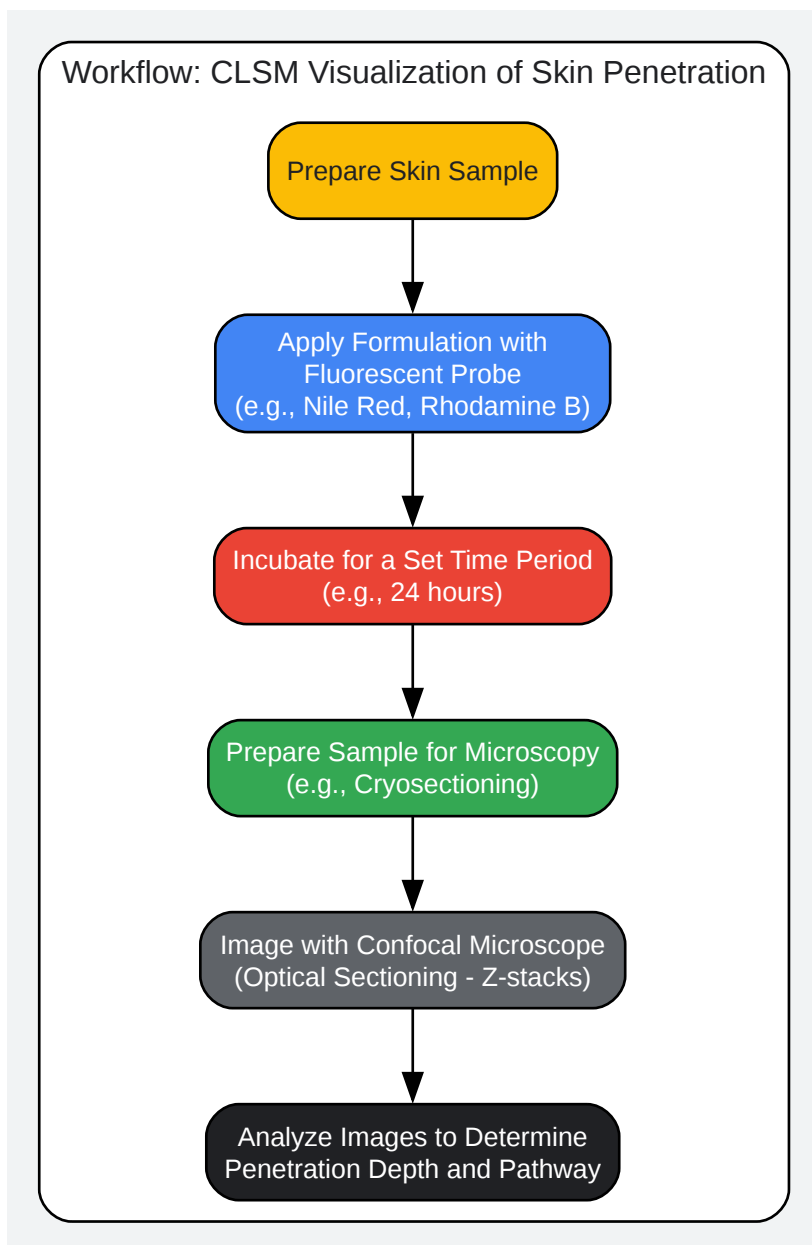 Workflow: CLSM Visualization of Skin Penetration
Prepare Skin Sample
Apply Formulation with
Fluorescent Probe
(e.g., Nile Red, Rhodamine B)
Incubate for a Set Time Period
(e.g., 24 hours)
Prepare Sample for Microscopy
(e.g., Cryosectioning)
Image with Confocal Microscope
(Optical Sectioning - Z-stacks)
Analyze Images to Determine
Penetration Depth and Pathway